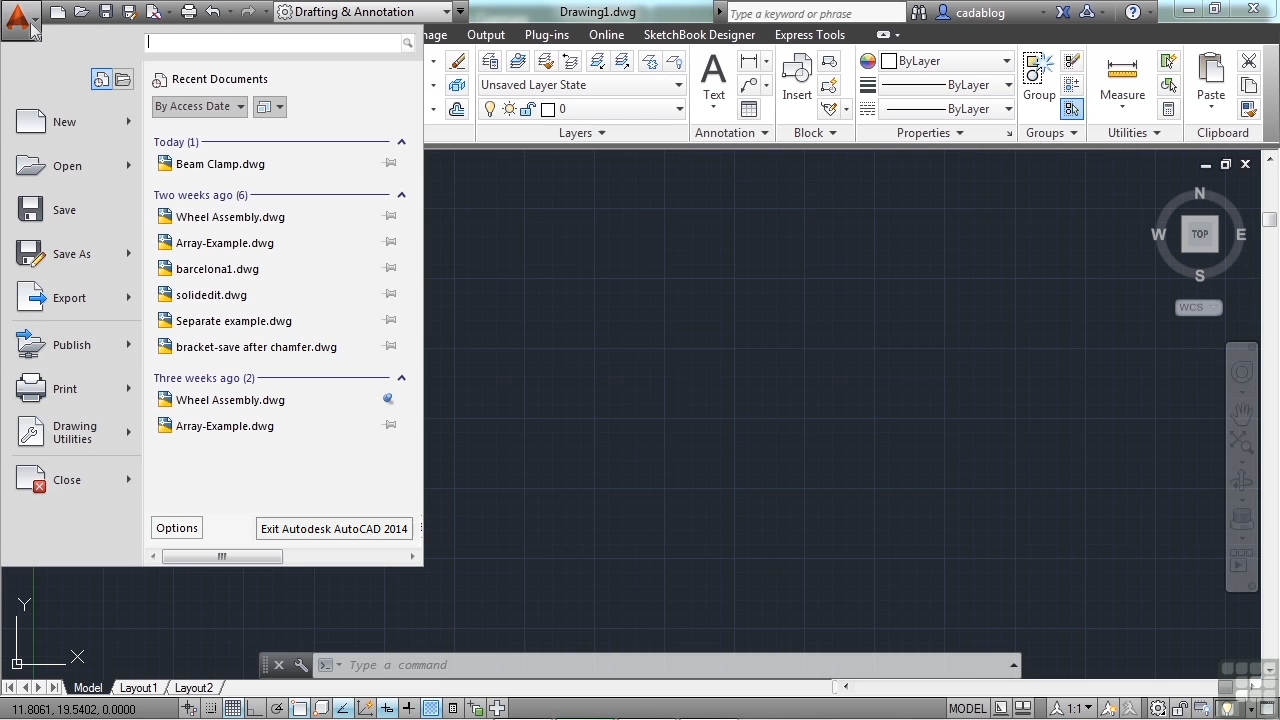 Drafting & Annotation
Drawing1.dwg
Type a keyword or phrase
cadablog
Output Plug-ins Online SketchBook Designer Express Tools
Recent Documents
By Access Date
Today (1)
Beam Clamp.dwg
Two weeks ago (6)
Wheel Assembly.dwg
Array-Example.dwg
barcelona1.dwg
solidedit.dwg
Separate example.dwg
bracket-save after chamfer.dwg
Three weeks ago (2)
Wheel Assembly.dwg
Array-Example.dwg
Options
Exit Autodesk AutoCAD 2014
New
Open
Save
Save As
Export
Publish
Print
Drawing
Utilities
Close
Unsaved Layer State
0
Layers
Text
Annotation
Insert
Block
ByLayer
ByLayer
ByLayer
Properties
Group
Groups
Measure
Utilities
Paste
Clipboard
N
W TOP E
S
WCS
Y
X
Type a command
Model Layout1 Layout2
11.8061, 19.5402, 0.0000
MODEL
1:1